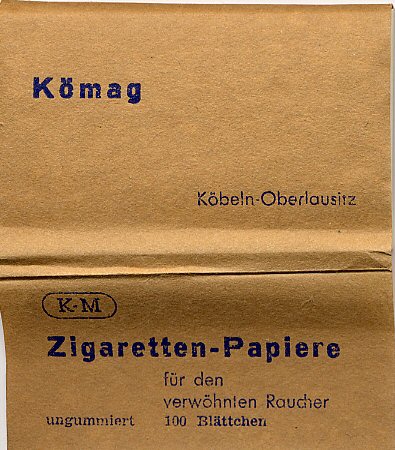 Kömag
Köbeln-Oberlausitz
K-M
Zigaretten-Papiere
für den
verwöhnten Raucher
ungummiert 100 Blättchen